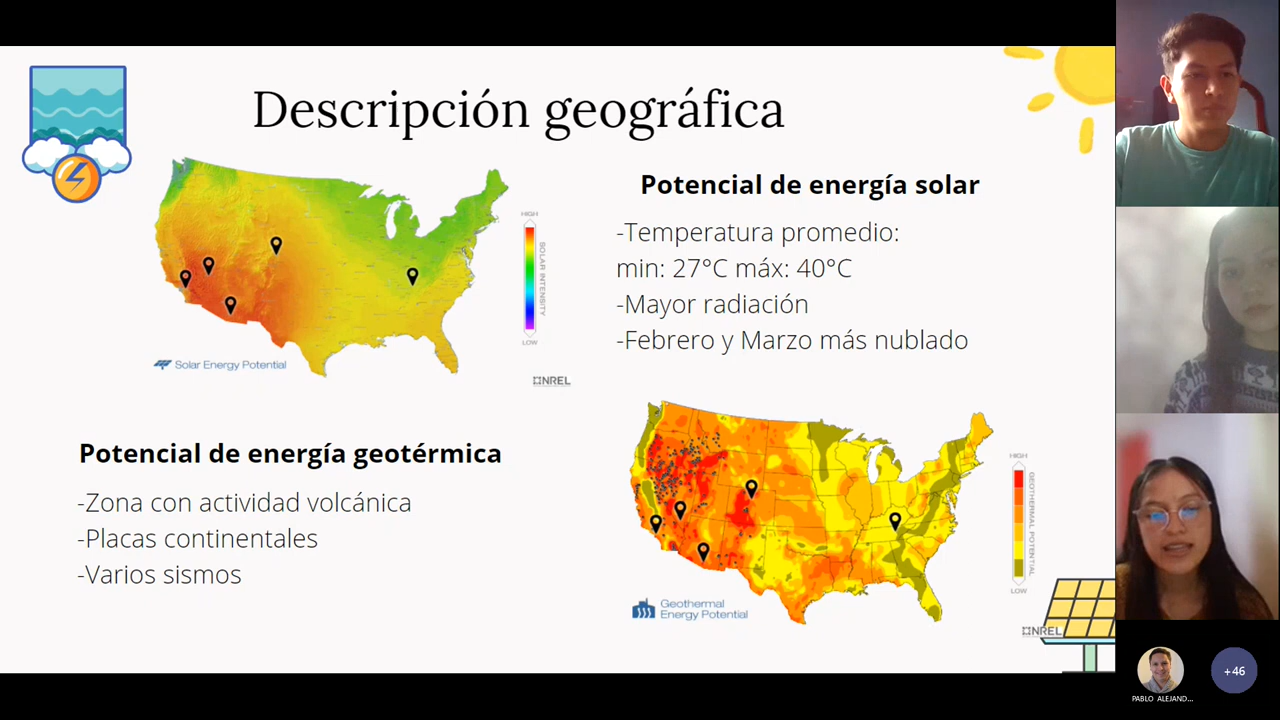 Descripción geográfica
HIGH
SOLAR INTENSITY
LOW
Solar Energy Potential
NREL
Potencial de energía solar
-Temperatura promedio:
min: 27°C máx: 40°C
-Mayor radiación
-Febrero y Marzo más nublado
Potencial de energía geotérmica
-Zona con actividad volcánica
-Placas continentales
-Varios sismos
HIGH
GEOTHERMAL POTENTIAL
LOW
Geothermal
Energy Potential
NREL
PABLO ALEJAND...
+46